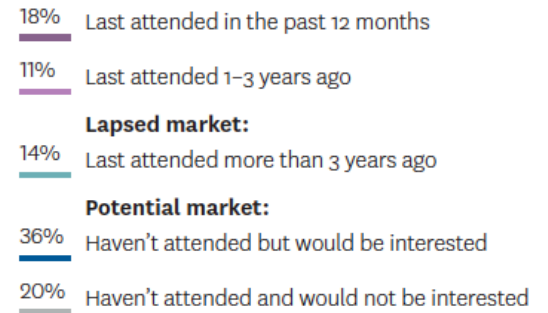 18% Last attended in the past 12 months
11% Last attended 1–3 years ago
Lapsed market:
14% Last attended more than 3 years ago
Potential market:
36% Haven’t attended but would be interested
20% Haven’t attended and would not be interested